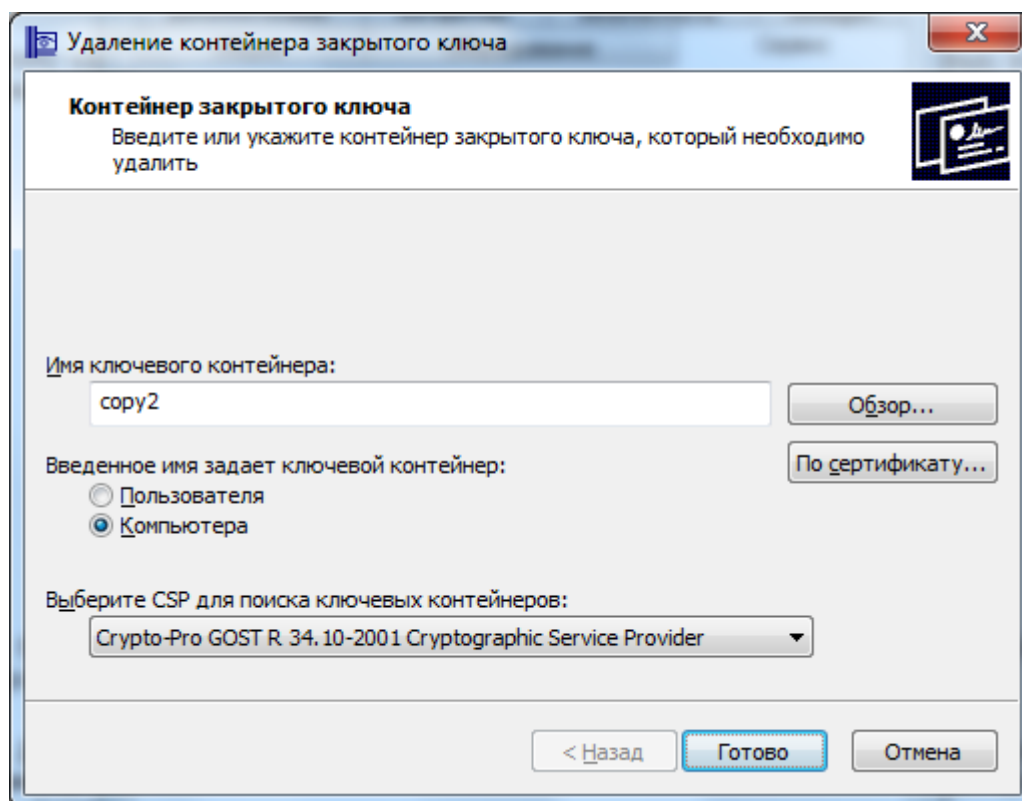 Удаление контейнера закрытого ключа
Контейнер закрытого ключа
Введите или укажите контейнер закрытого ключа, который необходимо
удалить
Имя ключевого контейнера:
copy2
Обзор...
Введенное имя задает ключевой контейнер:
По сертификату...
Пользователя
Компьютера
Выберите CSP для поиска ключевых контейнеров:
Crypto-Pro GOST R 34.10-2001 Cryptographic Service Provider
< Назад
Готово
Отмена